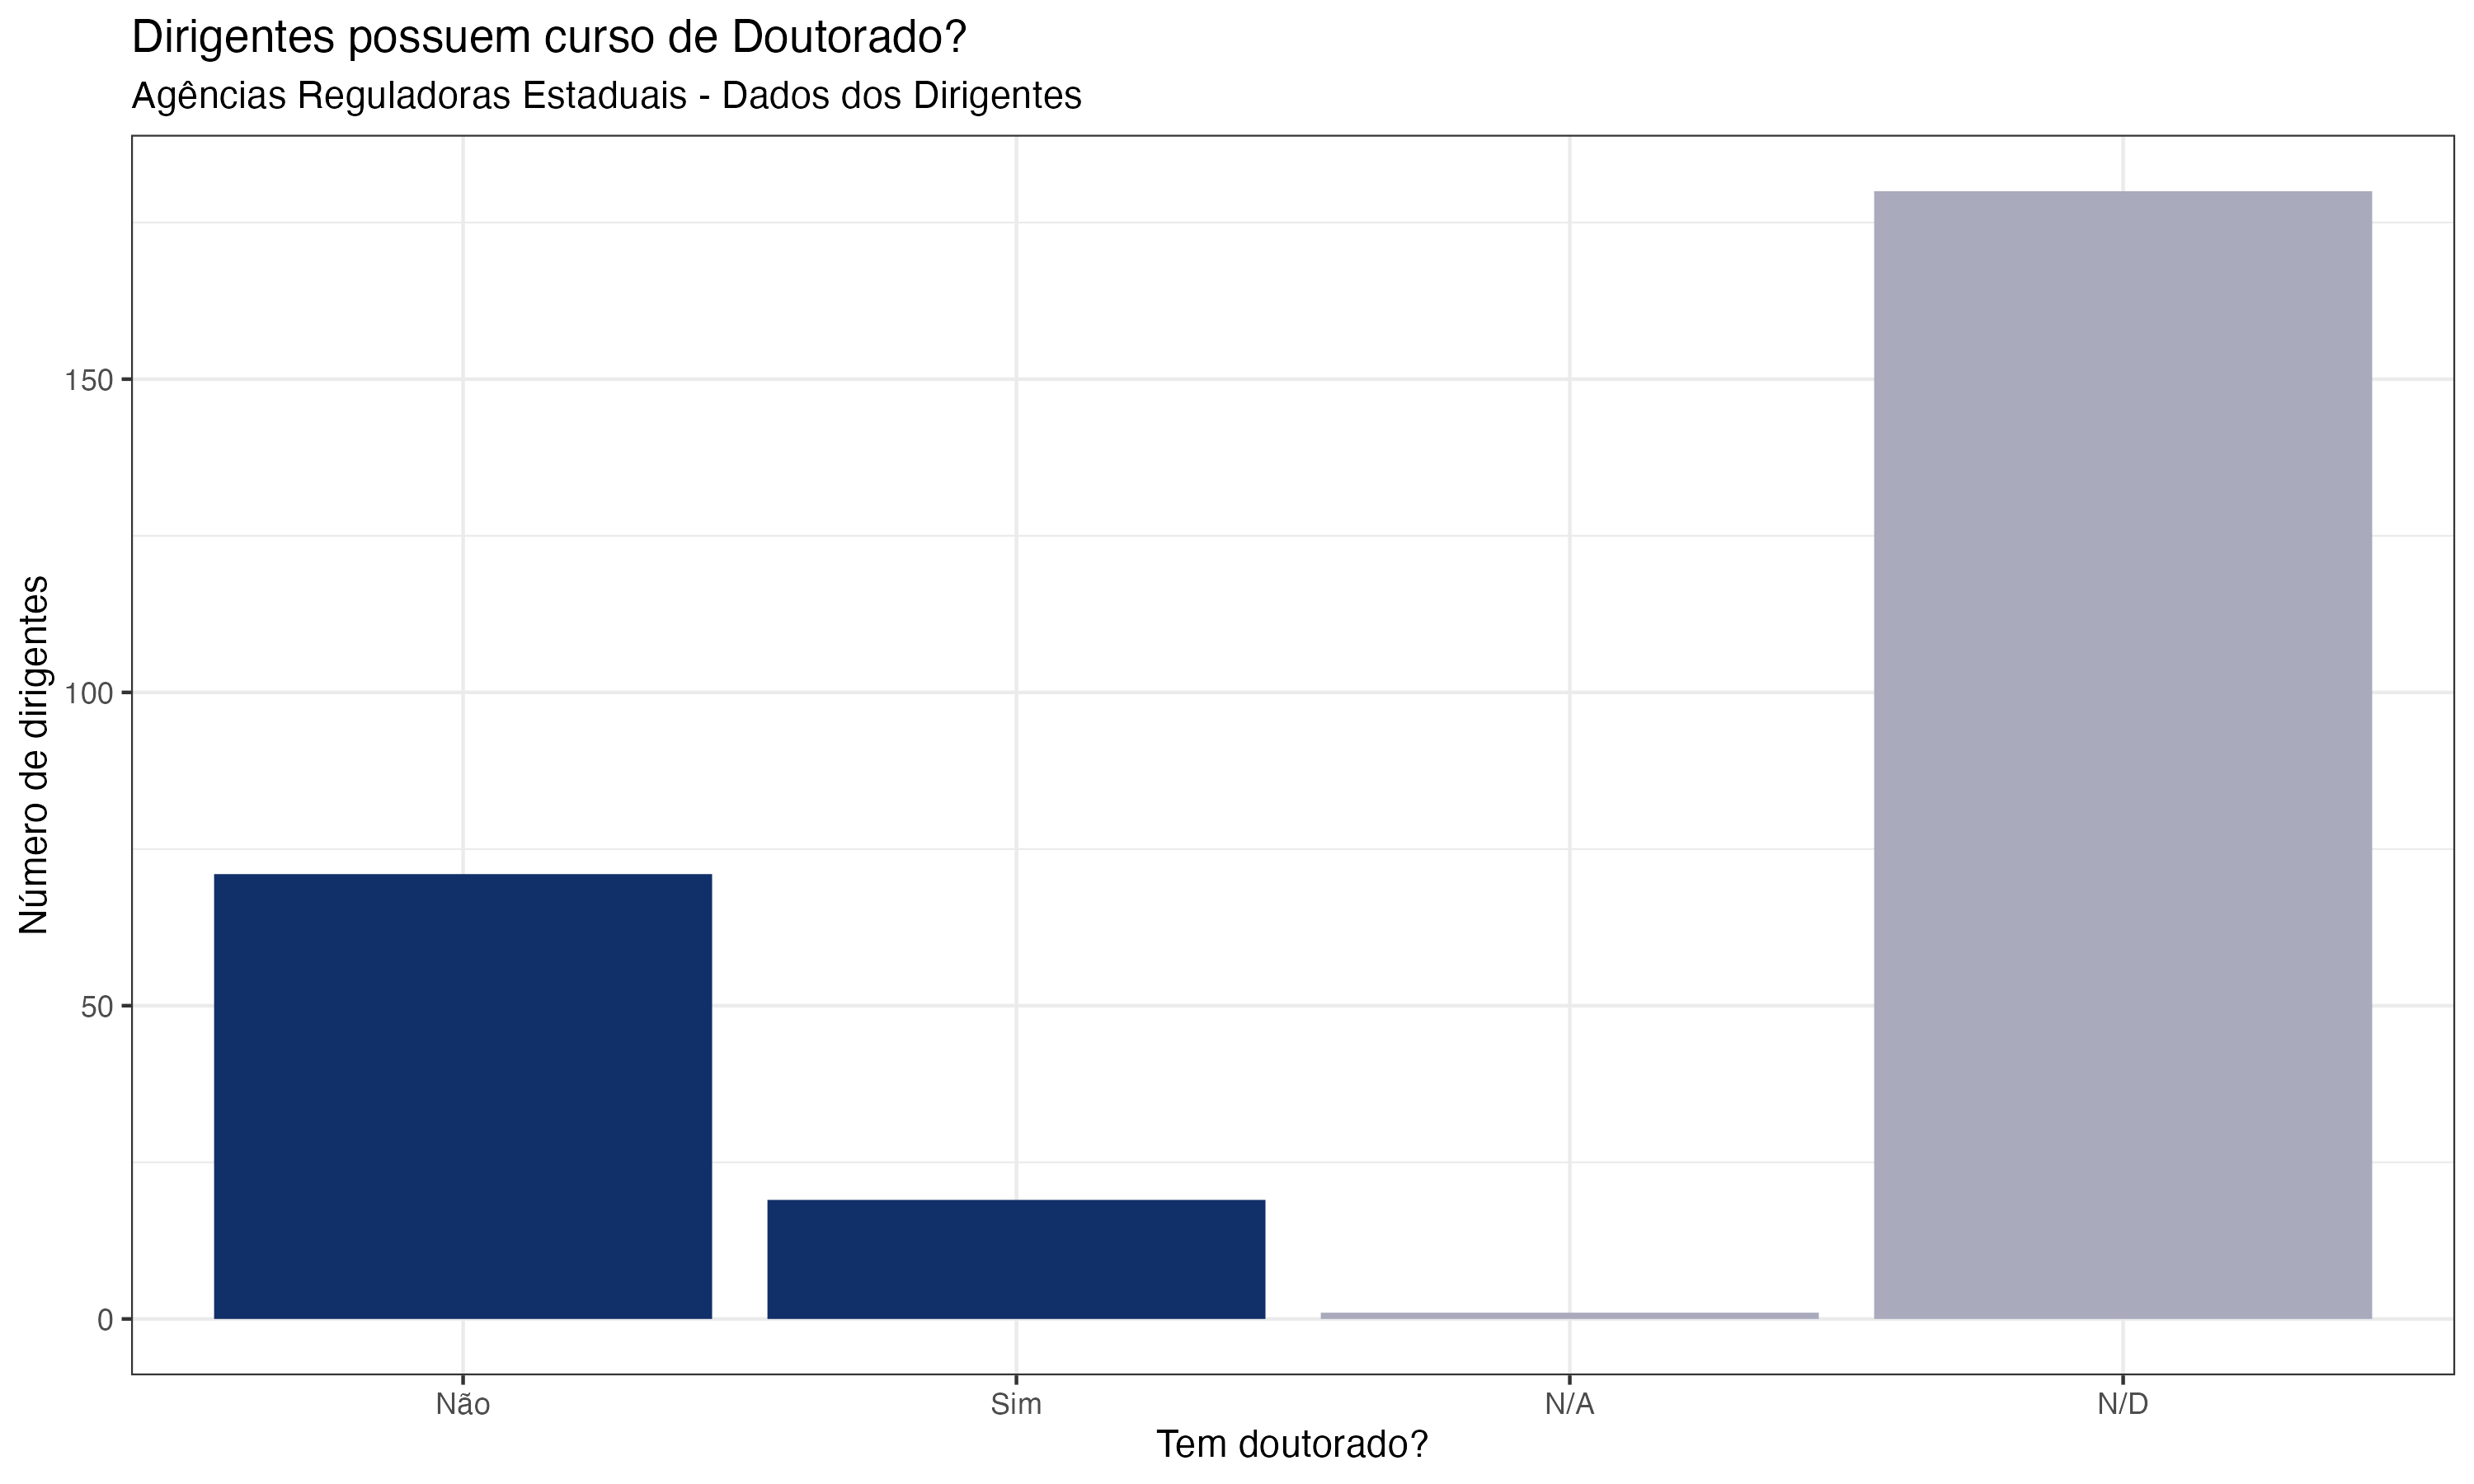 Dirigentes possuem curso de Doutorado?
Agências Reguladoras Estaduais - Dados dos Dirigentes
Número de dirigentes
150
100
50
0
Não
Sim
N/A
N/D
Tem doutorado?